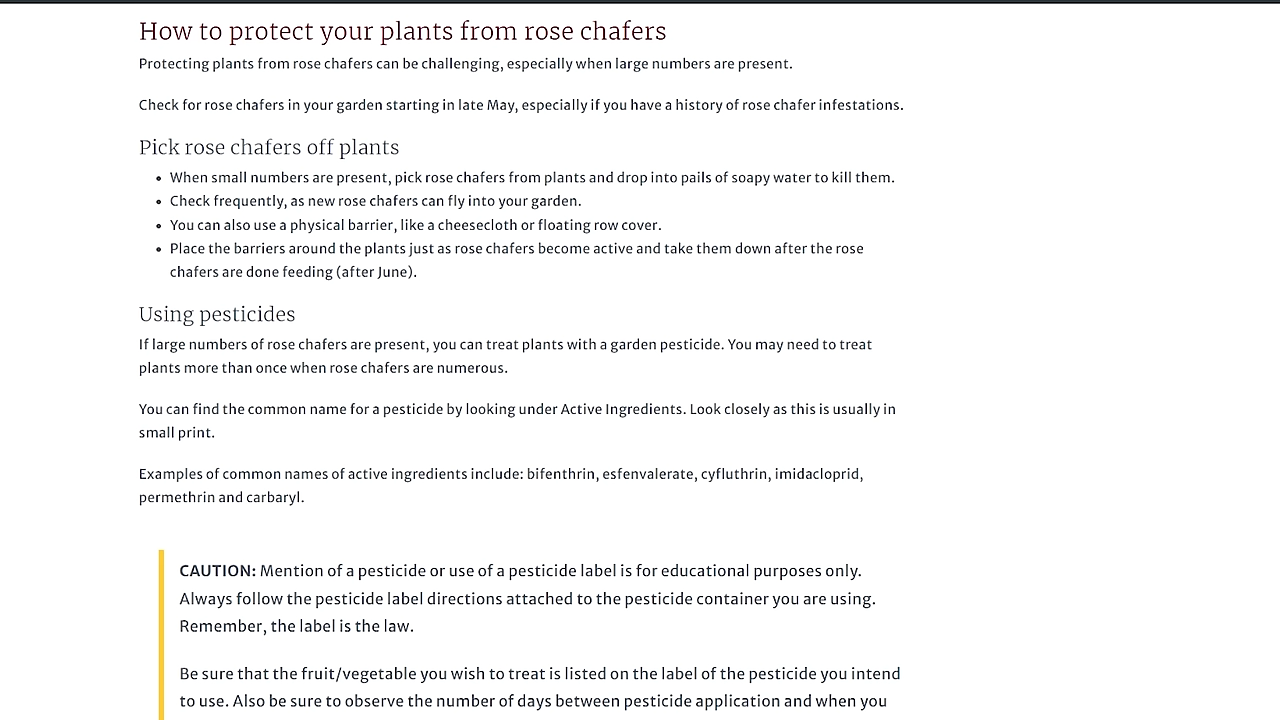 How to protect your plants from rose chafers
Protecting plants from rose chafers can be challenging, especially when large numbers are present.
Check for rose chafers in your garden starting in late May, especially if you have a history of rose chafer infestations.
Pick rose chafers off plants
• When small numbers are present, pick rose chafers from plants and drop into pails of soapy water to kill them.
• Check frequently, as new rose chafers can fly into your garden.
• You can also use a physical barrier, like a cheesecloth or floating row cover.
• Place the barriers around the plants just as rose chafers become active and take them down after the rose
chafers are done feeding (after June).
Using pesticides
If large numbers of rose chafers are present, you can treat plants with a garden pesticide. You may need to treat
plants more than once when rose chafers are numerous.
You can find the common name for a pesticide by looking under Active Ingredients. Look closely as this is usually in
small print.
Examples of common names of active ingredients include: bifenthrin, esfenvalerate, cyfluthrin, imidacloprid,
permethrin and carbaryl.
CAUTION: Mention of a pesticide or use of a pesticide label is for educational purposes only.
Always follow the pesticide label directions attached to the pesticide container you are using.
Remember, the label is the law.
Be sure that the fruit/vegetable you wish to treat is listed on the label of the pesticide you intend
to use. Also be sure to observe the number of days between pesticide application and when you